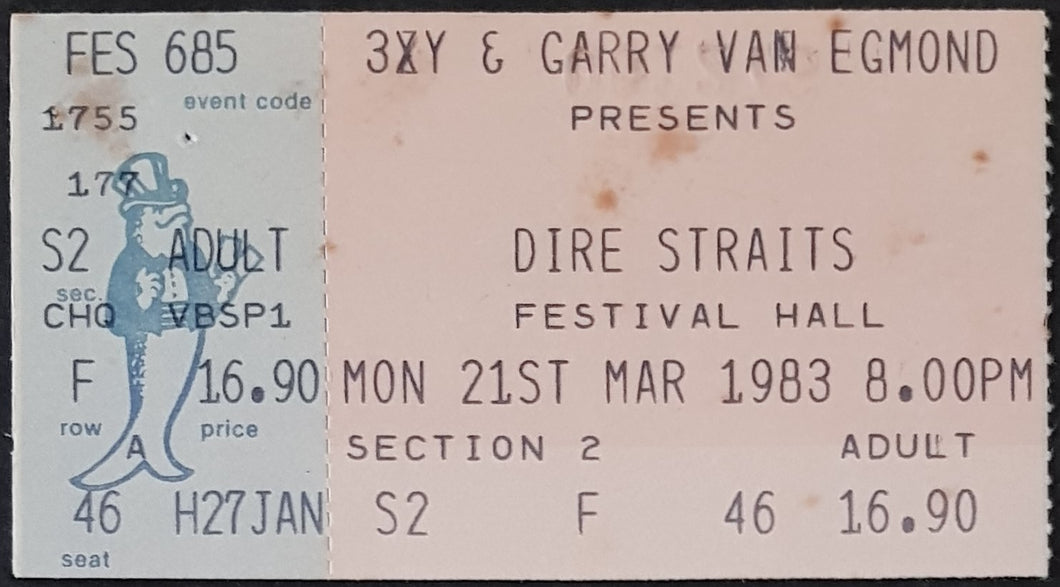 FES 685
event code
1755
177
S2 ADULT
sec.
CHQ VBSP1
F 16.90
row price
A
46 H27JAN
seat
3XY & GARRY VAN EGMOND
PRESENTS
DIRE STRAITS
FESTIVAL HALL
MON 21ST MAR 1983 8.00PM
SECTION 2 ADULT
S2 F 46 16.90